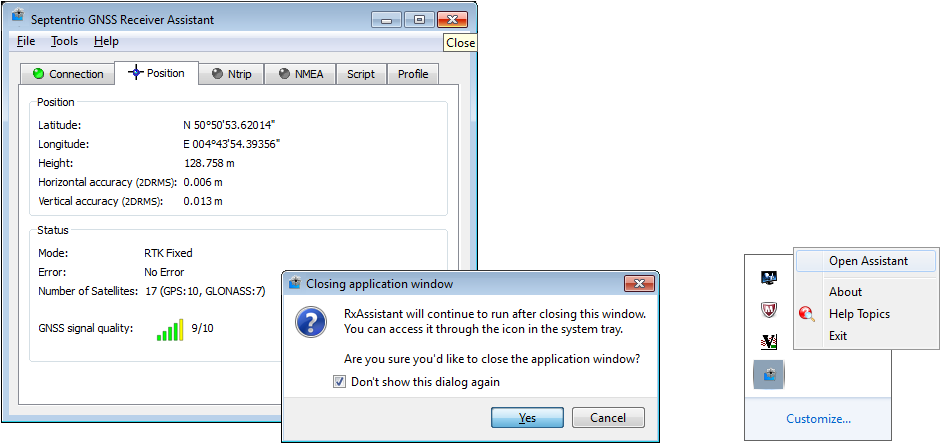 Septentrio GNSS Receiver Assistant
File Tools Help
Close
Connection Position Ntrip NMEA Script Profile
Position
Latitude: N 50°50'53.62014"
Longitude: E 004°43'54.39356"
Height: 128.758 m
Horizontal accuracy (2DRMS): 0.006 m
Vertical accuracy (2DRMS): 0.013 m
Status
Mode: RTK Fixed
Error: No Error
Number of Satellites: 17 (GPS:10, GLONASS:7)
GNSS signal quality: 9/10
Closing application window
RxAssistant will continue to run after closing this window.
You can access it through the icon in the system tray.
Are you sure you'd like to close the application window?
Don't show this dialog again
Yes Cancel
Open Assistant
About
Help Topics
Exit
Customize...